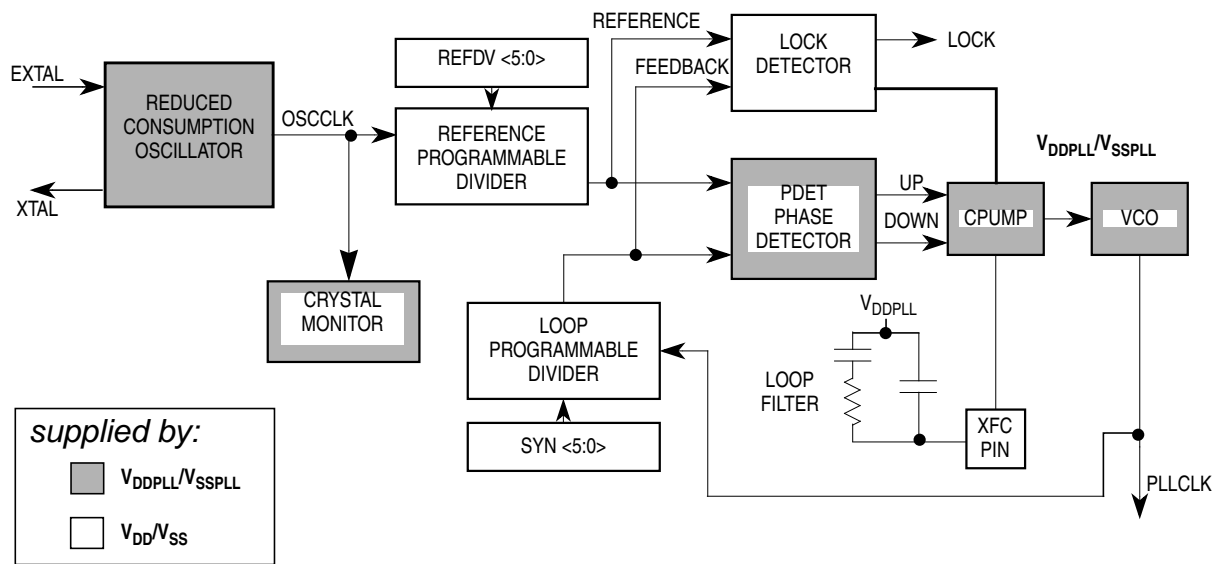 REFERENCE
LOCK
DETECTOR
LOCK
REFDV <5:0>
FEEDBACK
EXTAL
REDUCED
CONSUMPTION
OSCILLATOR
OSCCLK
REFERENCE
PROGRAMMABLE
DIVIDER
VDDPLL/VSSPLL
XTAL
PDET
PHASE
DETECTOR
UP
DOWN
CPUMP
VCO
CRYSTAL
MONITOR
LOOP
PROGRAMMABLE
DIVIDER
VDDPLL
LOOP
FILTER
XFC
PIN
SYN <5:0>
PLLCLK
supplied by:
VDDPLL/VSSPLL
VDD/VSS